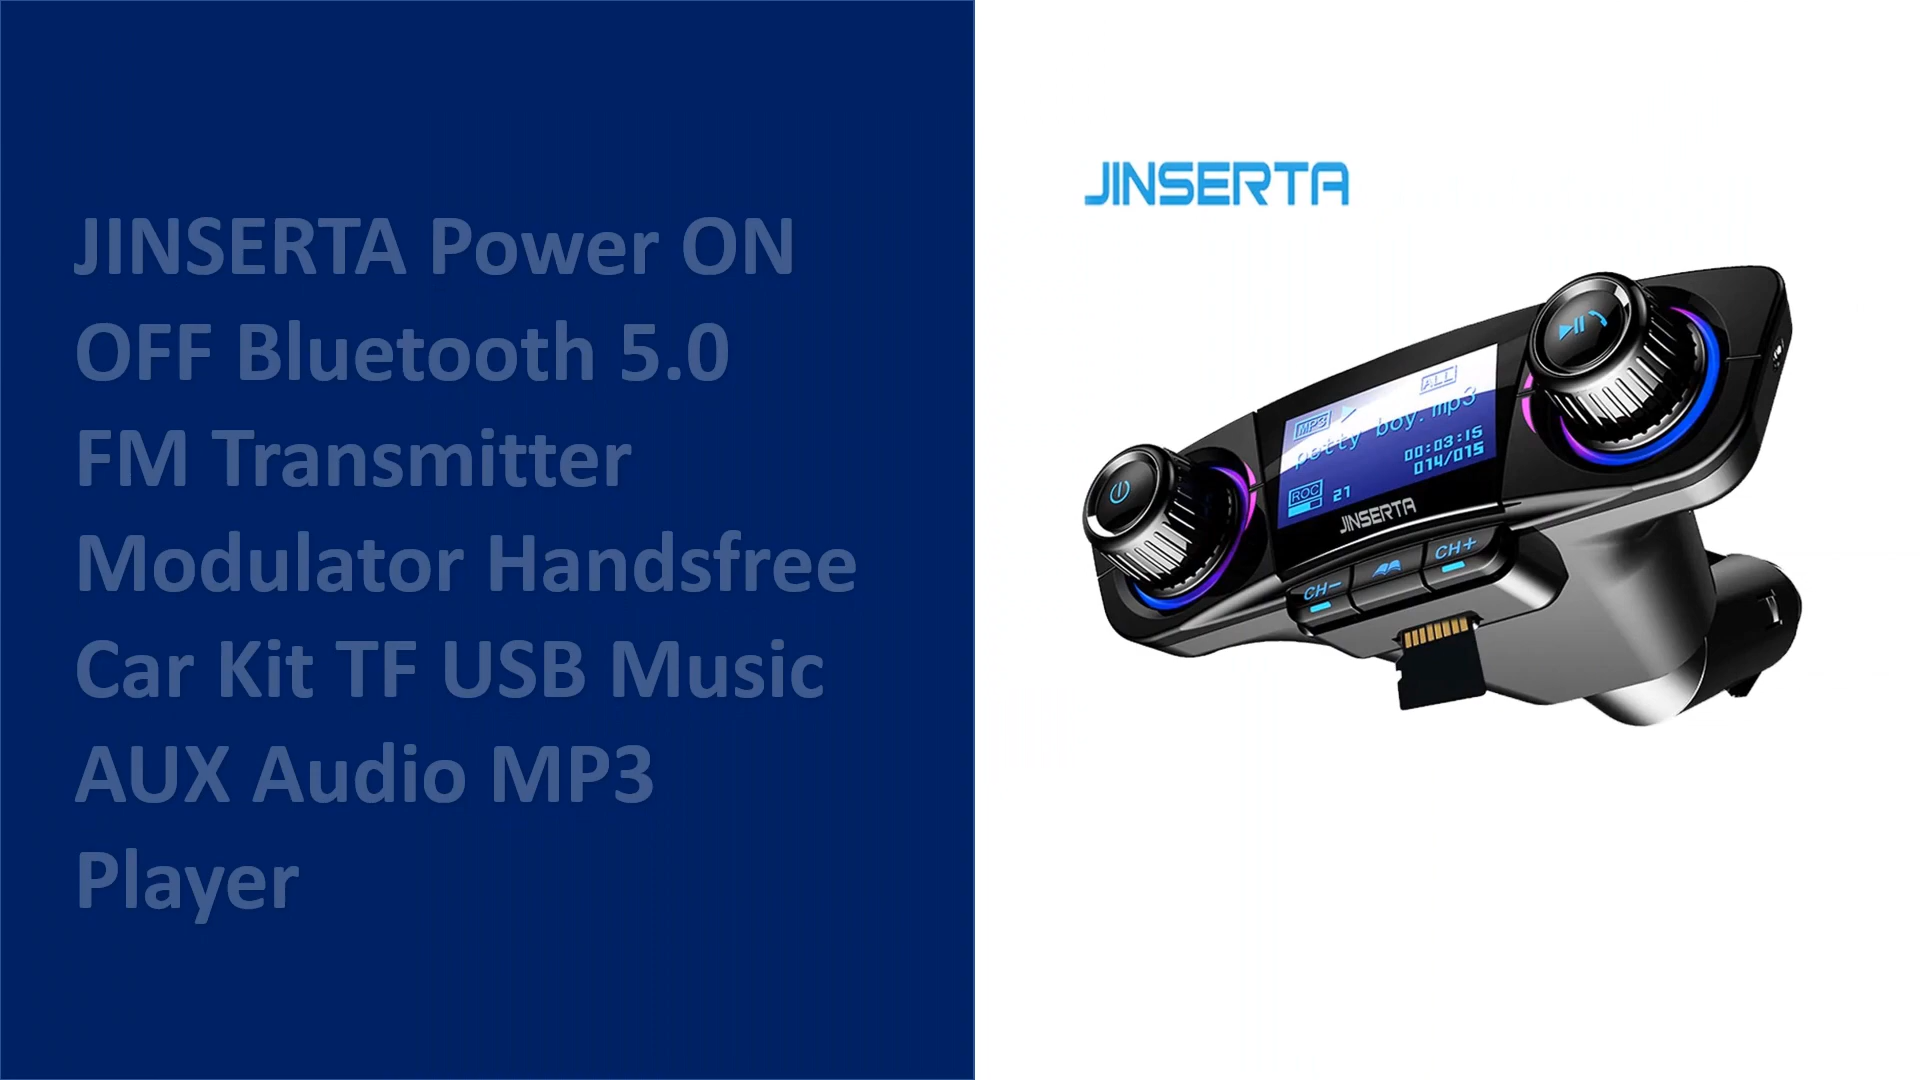 JINSERTA Power ON
OFF Bluetooth 5.0
FM Transmitter
Modulator Handsfree
Car Kit TF USB Music
AUX Audio MP3
Player
JINSERTA
ALL
MP3
petty boy.mp3
00:03:15
014/015
ROC 21
JINSERTA
CH- CH+